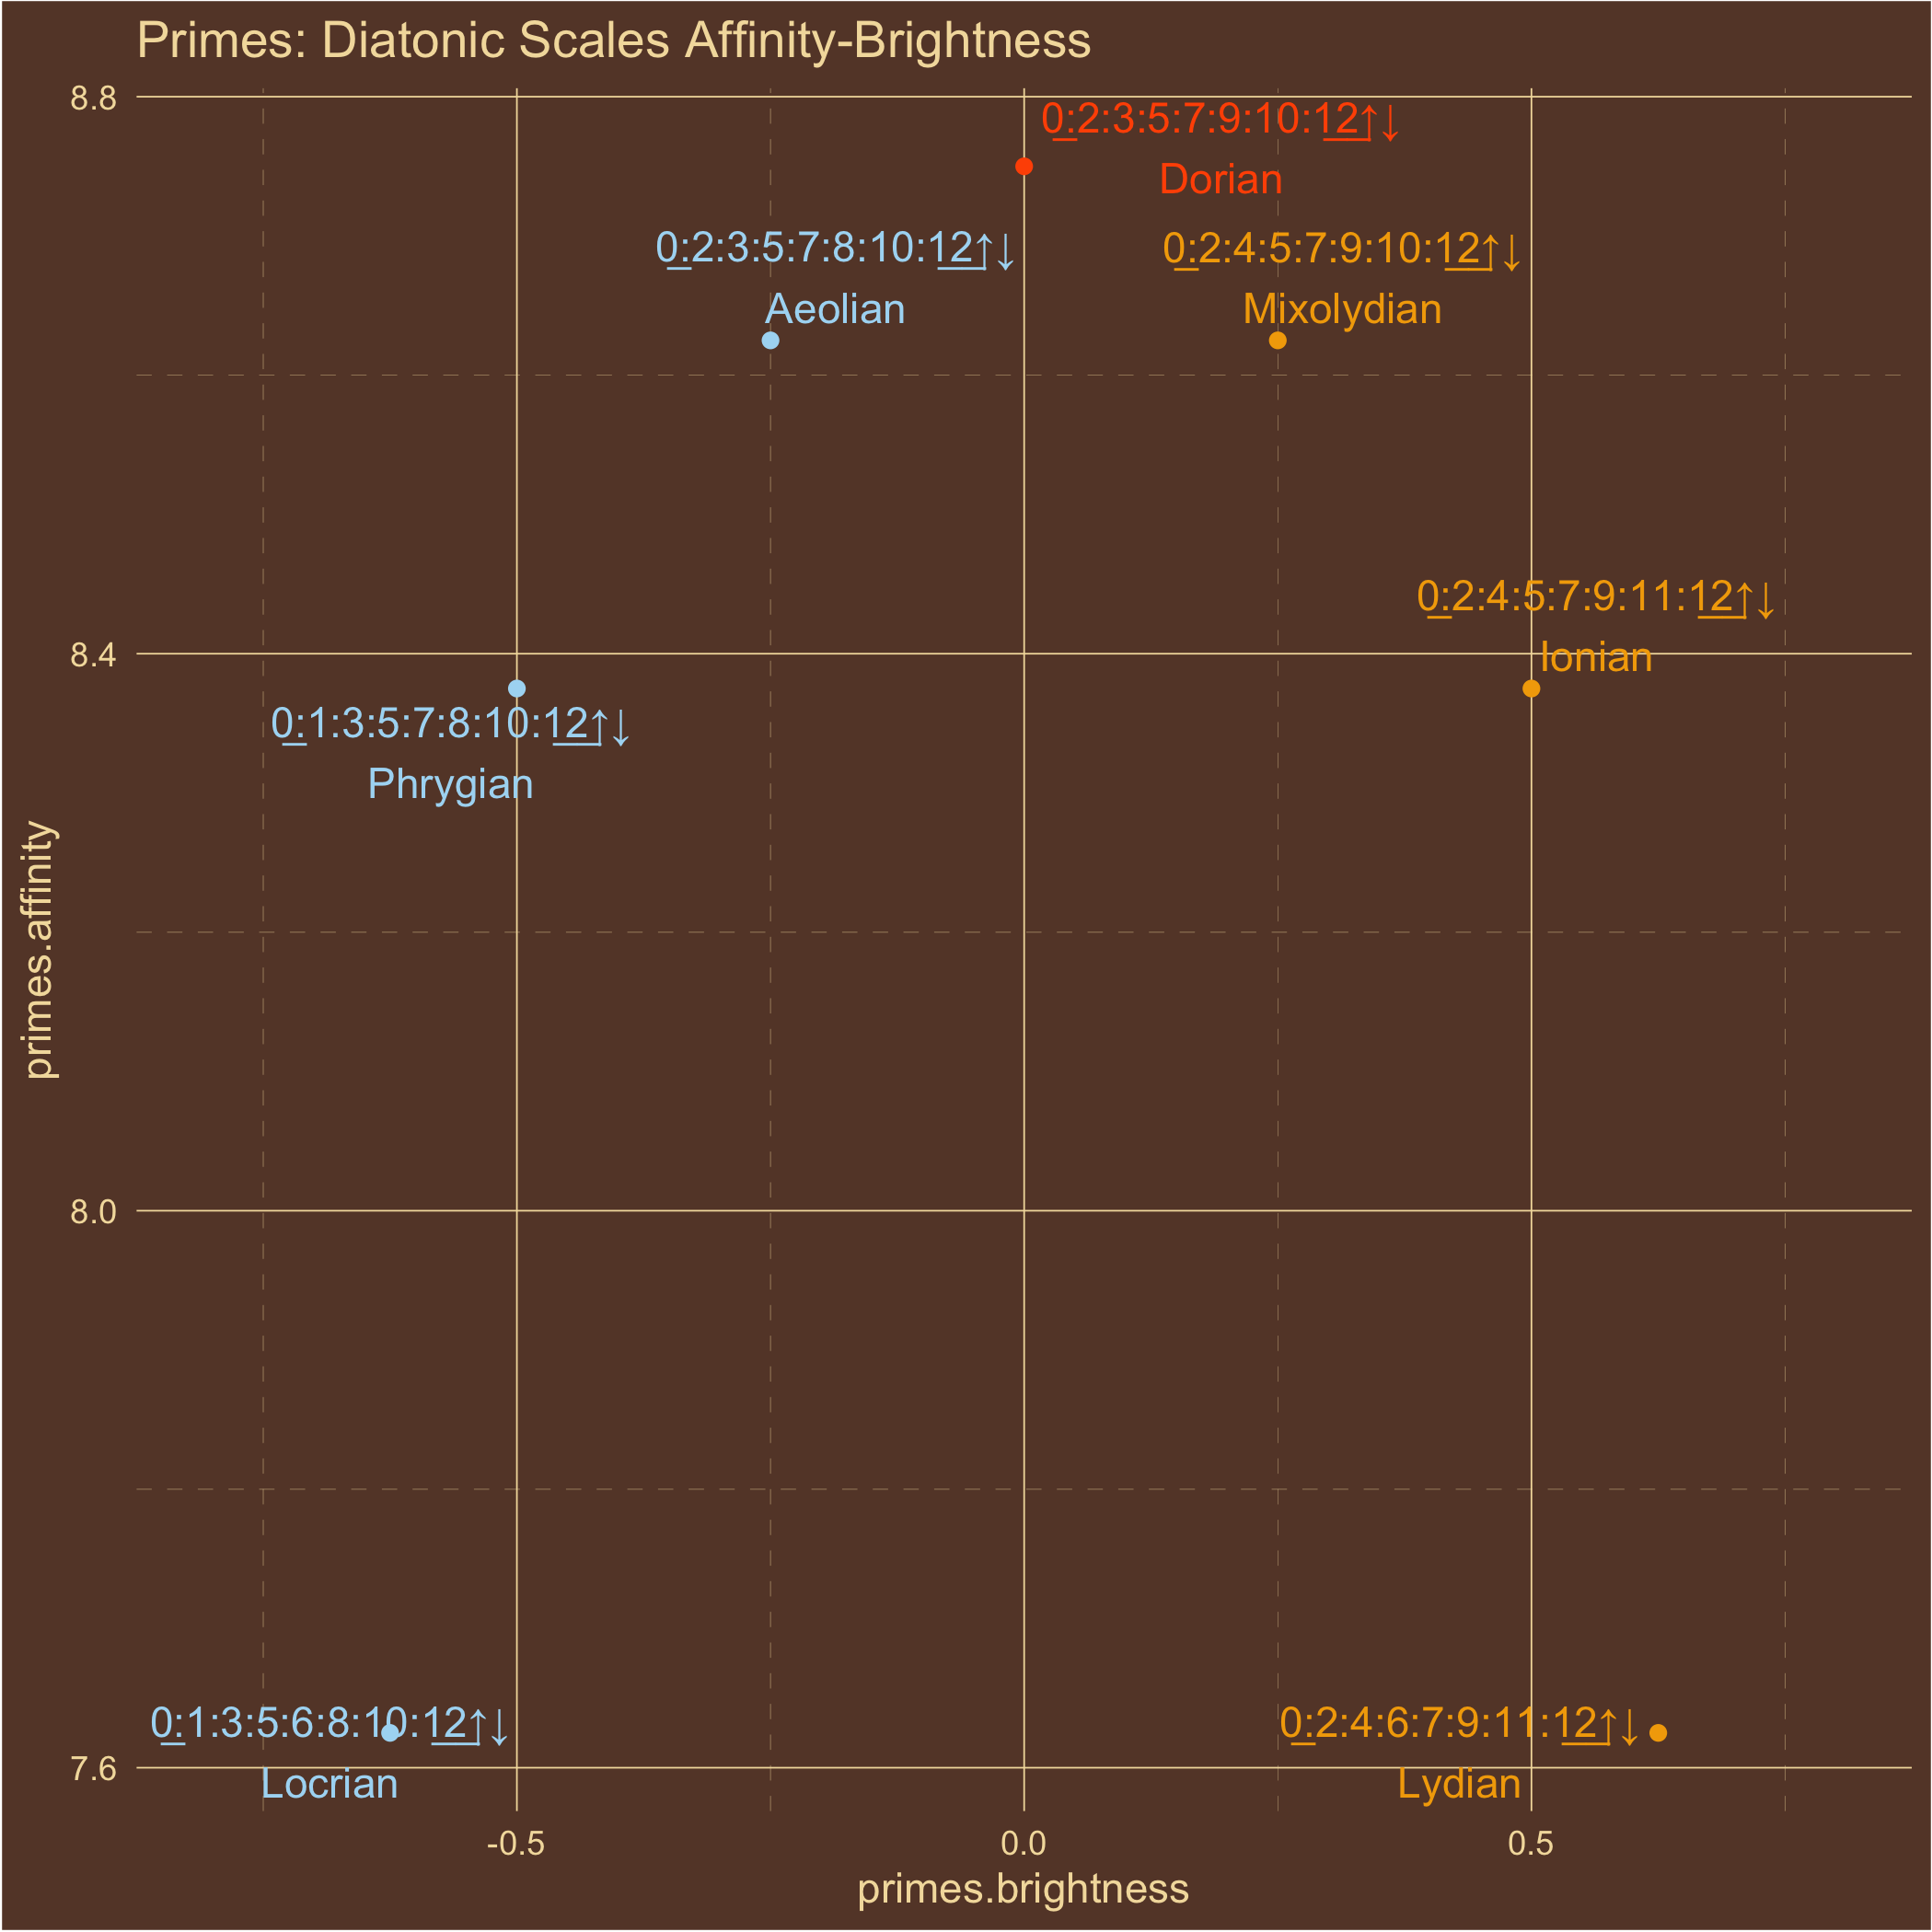 Primes: Diatonic Scales Affinity-Brightness
8.8
0:2:3:5:7:9:10:12↑↓
Dorian
0:2:3:5:7:8:10:12↑↓
Aeolian
0:2:4:5:7:9:10:12↑↓
Mixolydian
0:2:4:5:7:9:11:12↑↓
Ionian
8.4
0:1:3:5:7:8:10:12↑↓
Phrygian
primes.affinity
8.0
0:1:3:5:6:8:10:12↑↓
Locrian
0:2:4:6:7:9:11:12↑↓
Lydian
7.6
-0.5
0.0
0.5
primes.brightness